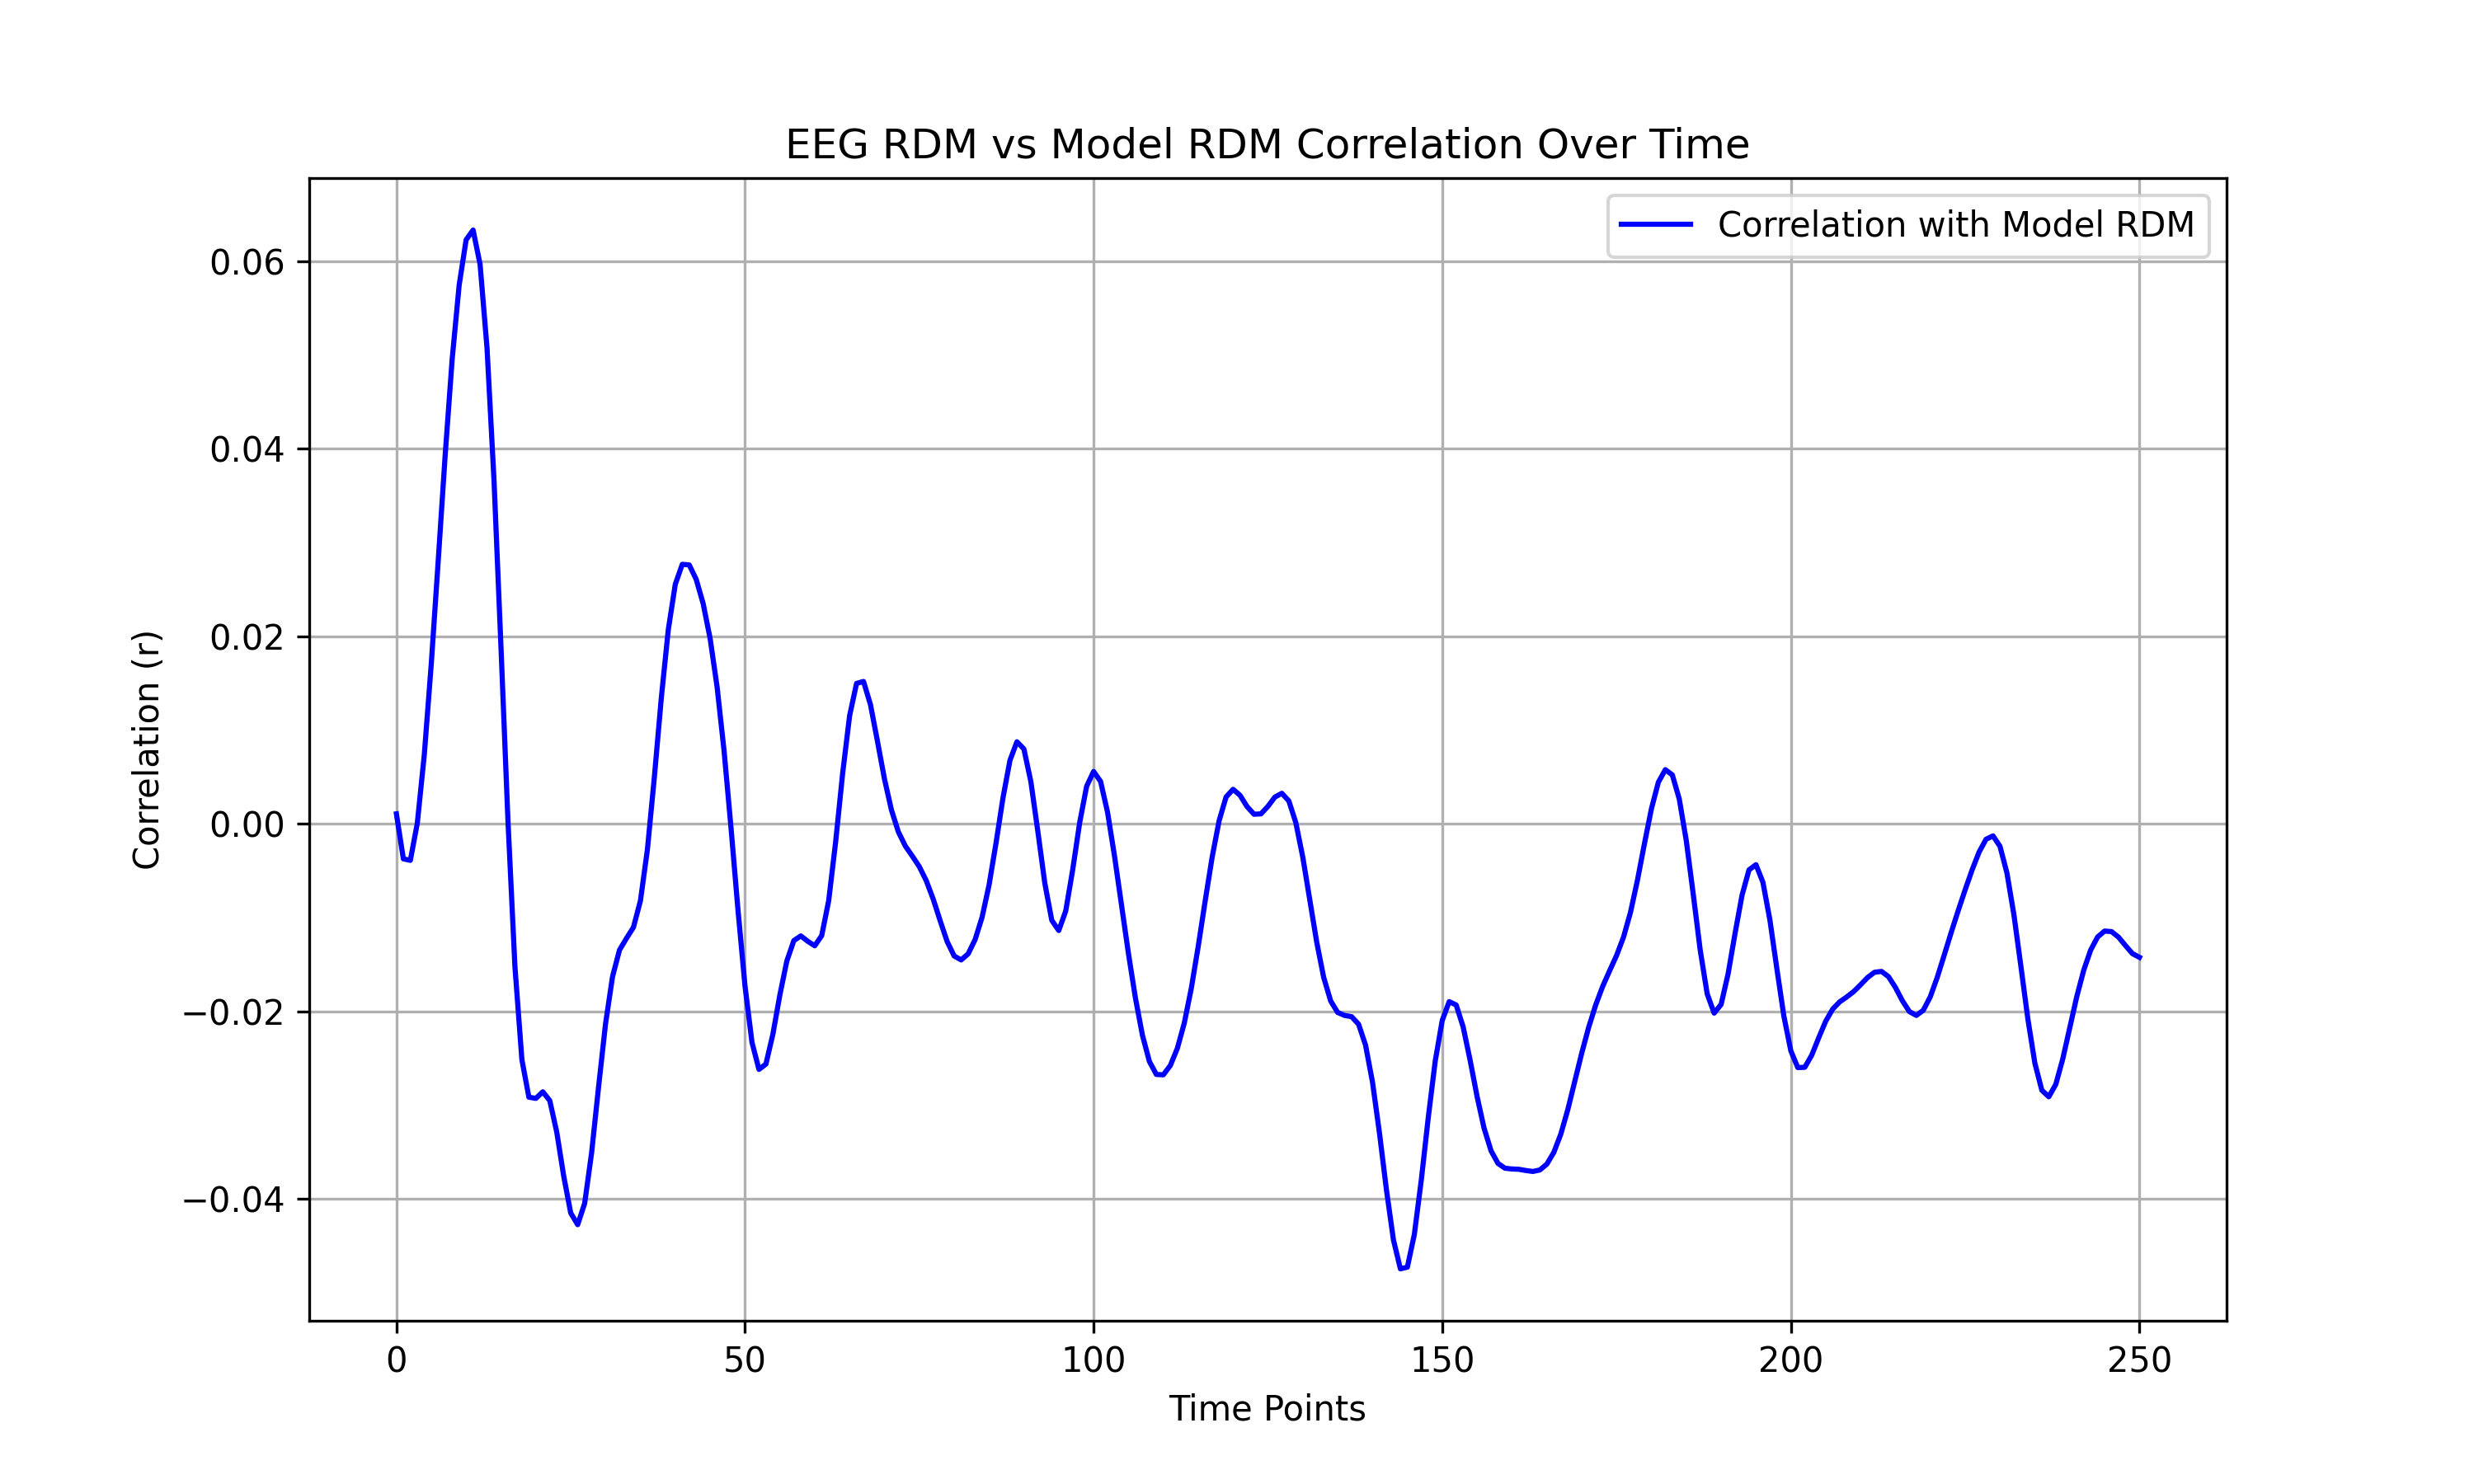 EEG RDM vs Model RDM Correlation Over Time
Correlation with Model RDM
Correlation (r)
0.06
0.04
0.02
0.00
−0.02
−0.04
0 50 100 150 200 250
Time Points